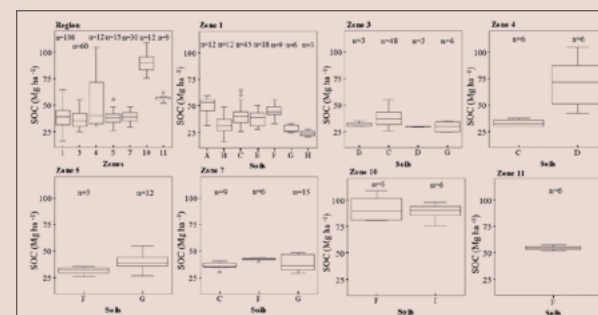 Region
n=108 n=12 n=15 n=30 n=12 n=9
n=60
SOC (Mg ha⁻¹)
100
75
50
25
1 3 4 5 7 10 11
Zones
Zone 1
n=12 n=12 n=45 n=18 n=9 n=6
SOC (Mg ha⁻¹)
100
75
50
25
A B C E F G H
Soils
Zone 3
n=3 n=48 n=3 n=6
SOC (Mg ha⁻¹)
100
75
50
25
B C D G
Soils
Zone 4
n=6 n=6
SOC (Mg ha⁻¹)
100
75
50
25
C D
Soils
Zone 5
n=3 n=12
SOC (Mg ha⁻¹)
100
75
50
25
F G
Soils
Zone 7
n=9 n=6 n=15
SOC (Mg ha⁻¹)
100
75
50
25
C F G
Soils
Zone 10
n=6 n=6
SOC (Mg ha⁻¹)
100
75
50
25
F I
Soils
Zone 11
n=6
SOC (Mg ha⁻¹)
100
75
50
25
F
Soils